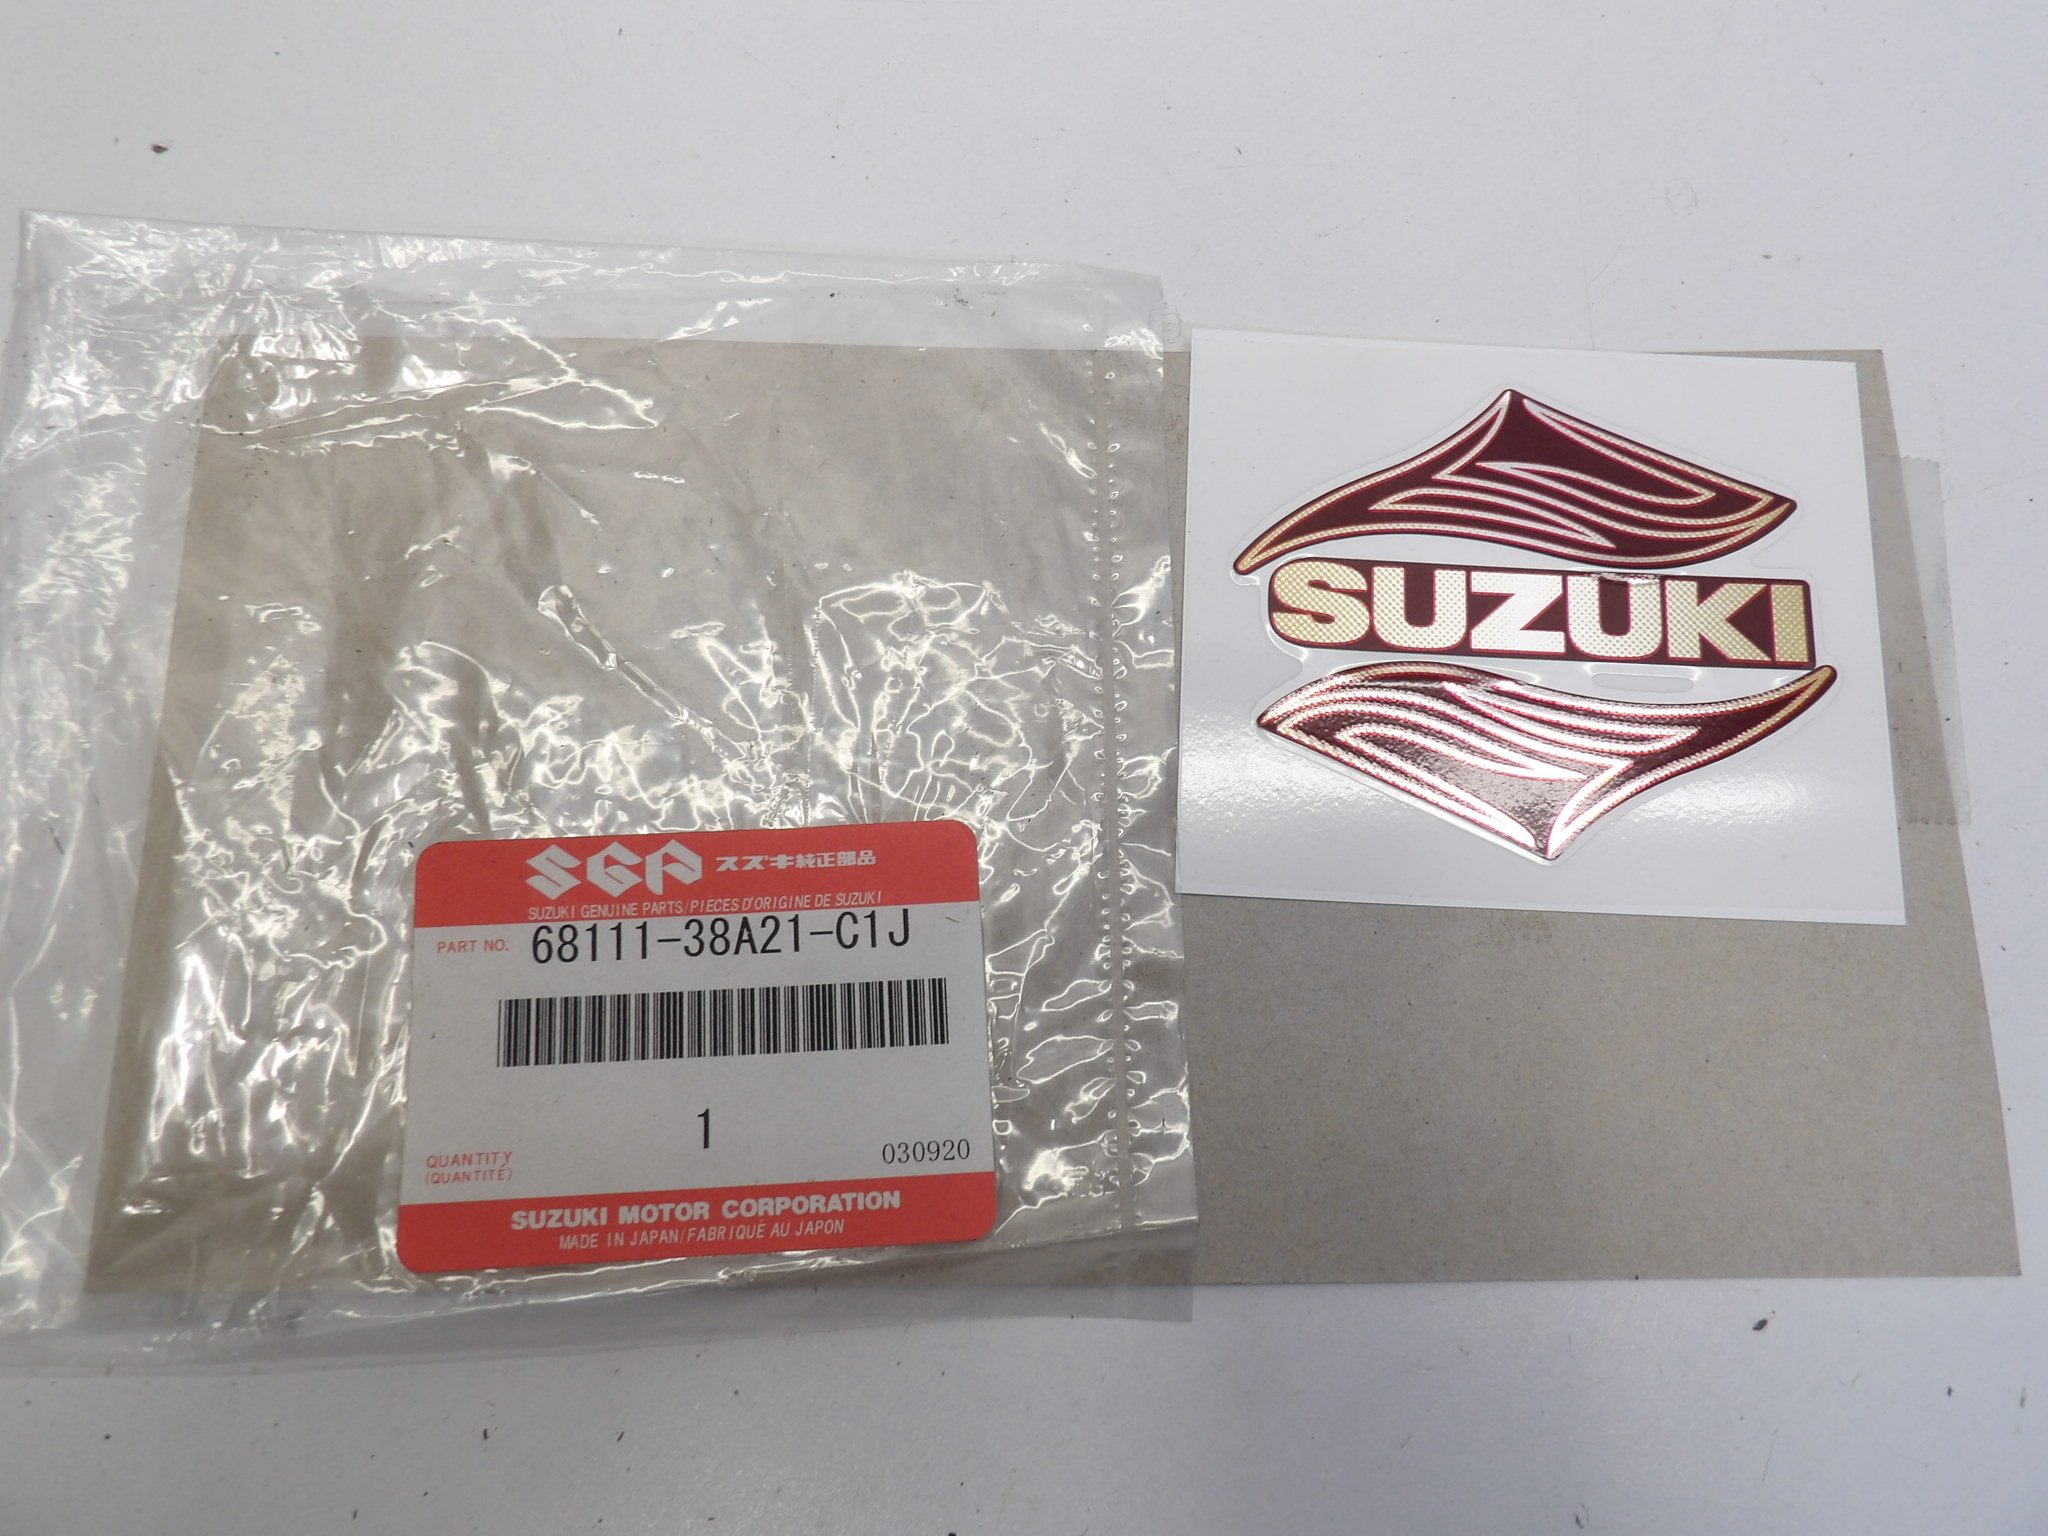 SGP スズキ純正部品
SUZUKI GENUINE PARTS/PIECES D'ORIGINE DE SUZUKI
PART NO. 68111-38A21-C1J
1
QUANTITY
(QUANTITÉ)
030920
SUZUKI MOTOR CORPORATION
MADE IN JAPAN/FABRIQUÉ AU JAPON
SUZUKI